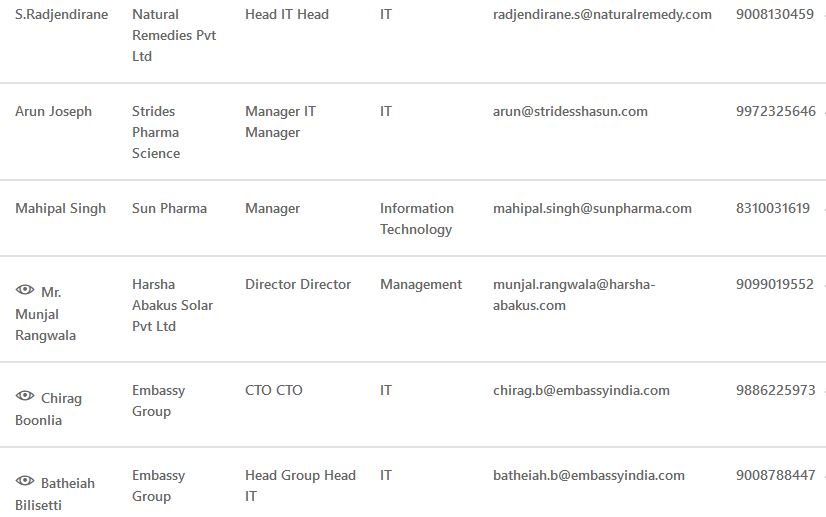 S.Radjendirane Natural Head IT Head IT radjendirane.s@naturalremedy.com 9008130459
Remedies Pvt
Ltd
Arun Joseph Strides Manager IT IT arun@stridesshasun.com 9972325646
Pharma Manager
Science
Mahipal Singh Sun Pharma Manager Information mahipal.singh@sunpharma.com 8310031619
Technology
Mr. Harsha Director Director Management munjal.rangwala@harsha- 9099019552
Munjal Abakus Solar abakus.com
Rangwala Pvt Ltd
Chirag Embassy CTO CTO IT chirag.b@embassyindia.com 9886225973
Boonlia Group
Batheiah Embassy Head Group Head IT batheiah.b@embassyindia.com 9008788447
Bilisetti Group IT